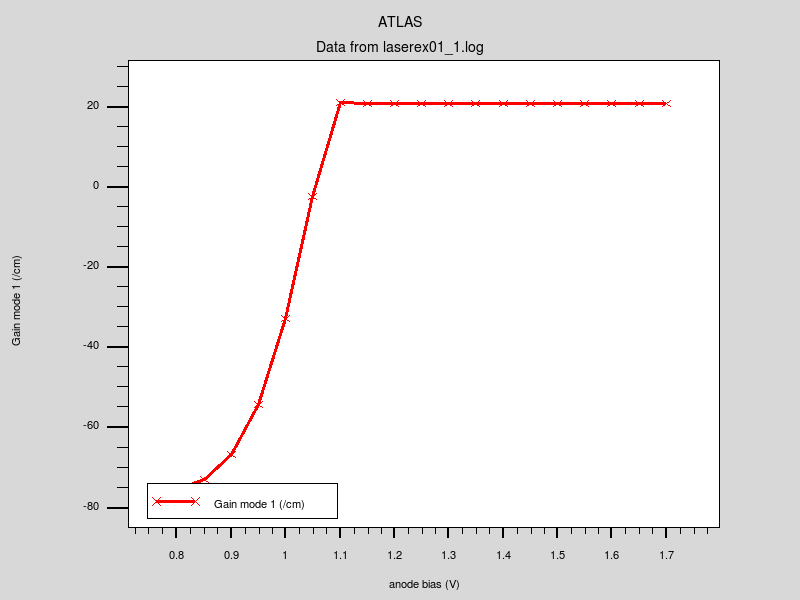 ATLAS
Data from laserex01_1.log
Gain mode 1 (/cm)
20
0
-20
-40
-60
-80
Gain mode 1 (/cm)
0.8 0.9 1 1.1 1.2 1.3 1.4 1.5 1.6 1.7
anode bias (V)